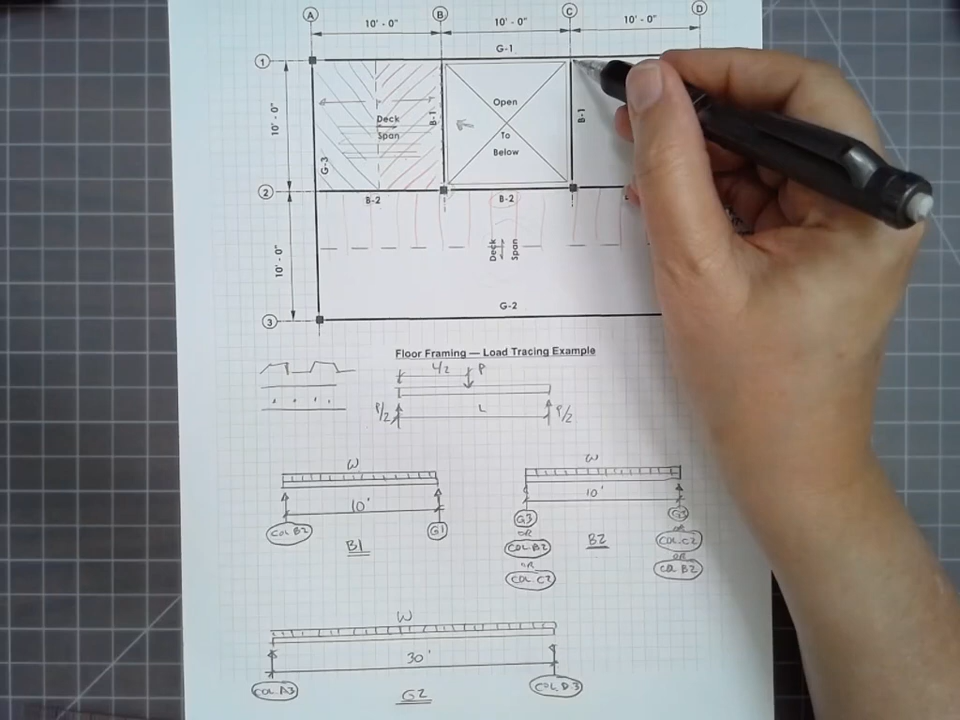 A B C D
10' - 0" 10' - 0" 10' - 0"
G-1
1
10' - 0"
Deck
Span
B-1
Open
To
Below
B-1
G-3
2
B-2
B-2
10' - 0"
Deck
Span
G-2
3
Floor Framing — Load Tracing Example
L/2 P
P/2 L P/2
W
10'
COL B2 G1
B1
W
10'
G3 G3
OR OR
COL. B2 COL. C2
OR OR
COL. C2 COL B2
B2
W
30'
COL. A3 COL D.3
G2